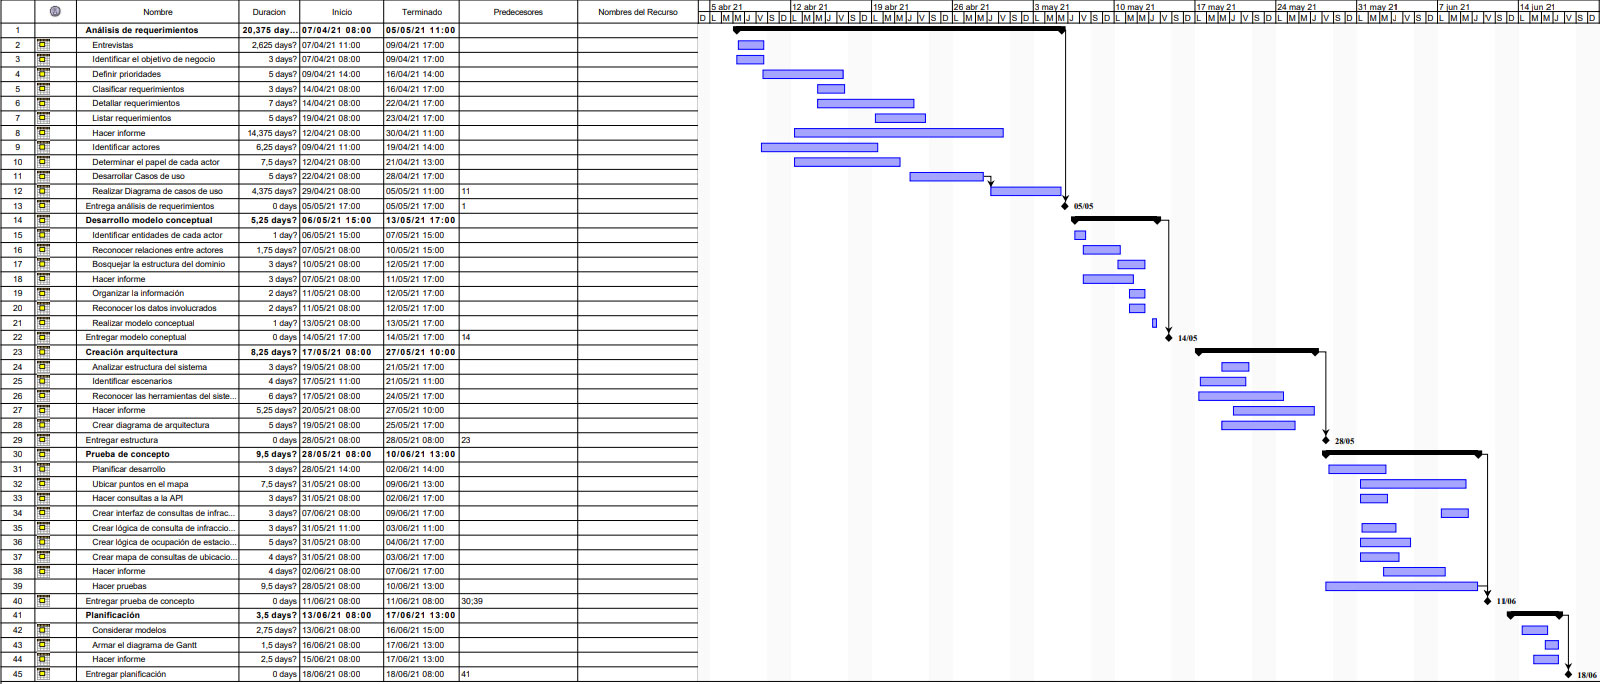 Nombre Duracion Inicio Terminado Predecesores Nombres del Recurso
5 abr 21 12 abr 21 19 abr 21 26 abr 21 3 may 21 10 may 21 17 may 21 24 may 21 31 may 21 7 jun 21 14 jun 21
D L M M J V S D L M M J V S D L M M J V S D L M M J V S D L M M J V S D L M M J V S D L M M J V S D L M M J V S D L M M J V S D L M M J V S D L M M J V S D
1 Análisis de requerimientos 20,375 day... 07/04/21 08:00 05/05/21 11:00
2 Entrevistas 2,625 days? 07/04/21 11:00 09/04/21 17:00
3 Identificar el objetivo de negocio 3 days? 07/04/21 08:00 09/04/21 17:00
4 Definir prioridades 5 days? 09/04/21 14:00 16/04/21 14:00
5 Clasificar requerimientos 3 days? 14/04/21 08:00 16/04/21 17:00
6 Detallar requerimientos 7 days? 14/04/21 08:00 22/04/21 17:00
7 Listar requerimientos 5 days? 19/04/21 08:00 23/04/21 17:00
8 Hacer informe 14,375 days? 12/04/21 08:00 30/04/21 11:00
9 Identificar actores 6,25 days? 09/04/21 11:00 19/04/21 14:00
10 Determinar el papel de cada actor 7,5 days? 12/04/21 08:00 21/04/21 13:00
11 Desarrollar Casos de uso 5 days? 22/04/21 08:00 28/04/21 17:00
12 Realizar Diagrama de casos de uso 4,375 days? 29/04/21 08:00 05/05/21 11:00 11
13 Entrega análisis de requerimientos 0 days 05/05/21 17:00 05/05/21 17:00 1 05/05
14 Desarrollo modelo conceptual 5,25 days? 06/05/21 15:00 13/05/21 17:00
15 Identificar entidades de cada actor 1 day? 06/05/21 15:00 07/05/21 15:00
16 Reconocer relaciones entre actores 1,75 days? 07/05/21 08:00 10/05/21 15:00
17 Bosquejar la estructura del dominio 3 days? 10/05/21 08:00 12/05/21 17:00
18 Hacer informe 3 days? 07/05/21 08:00 11/05/21 17:00
19 Organizar la información 2 days? 11/05/21 08:00 12/05/21 17:00
20 Reconocer los datos involucrados 2 days? 11/05/21 08:00 12/05/21 17:00
21 Realizar modelo conceptual 1 day? 13/05/21 08:00 13/05/21 17:00
22 Entregar modelo coneptual 0 days 14/05/21 17:00 14/05/21 17:00 14 14/05
23 Creación arquitectura 8,25 days? 17/05/21 08:00 27/05/21 10:00
24 Analizar estructura del sistema 3 days? 19/05/21 08:00 21/05/21 17:00
25 Identificar escenarios 4 days? 17/05/21 11:00 21/05/21 11:00
26 Reconocer las herramientas del siste... 6 days? 17/05/21 08:00 24/05/21 17:00
27 Hacer informe 5,25 days? 20/05/21 08:00 27/05/21 10:00
28 Crear diagrama de arquitectura 5 days? 19/05/21 08:00 25/05/21 17:00
29 Entregar estructura 0 days 28/05/21 08:00 28/05/21 08:00 23 28/05
30 Prueba de concepto 9,5 days? 28/05/21 08:00 10/06/21 13:00
31 Planificar desarrollo 3 days? 28/05/21 14:00 02/06/21 14:00
32 Ubicar puntos en el mapa 7,5 days? 31/05/21 08:00 09/06/21 13:00
33 Hacer consultas a la API 3 days? 31/05/21 08:00 02/06/21 17:00
34 Crear interfaz de consultas de infrac... 3 days? 07/06/21 08:00 09/06/21 17:00
35 Crear lógica de consulta de infraccio... 3 days? 31/05/21 11:00 03/06/21 11:00
36 Crear lógica de ocupación de estacio... 5 days? 31/05/21 08:00 04/06/21 17:00
37 Crear mapa de consultas de ubicacio... 4 days? 31/05/21 08:00 03/06/21 17:00
38 Hacer informe 4 days? 02/06/21 08:00 07/06/21 17:00
39 Hacer pruebas 9,5 days? 28/05/21 08:00 10/06/21 13:00
40 Entregar prueba de concepto 0 days 11/06/21 08:00 11/06/21 08:00 30;39 11/06
41 Planificación 3,5 days? 13/06/21 08:00 17/06/21 13:00
42 Considerar modelos 2,75 days? 13/06/21 08:00 16/06/21 15:00
43 Armar el diagrama de Gantt 1,5 days? 16/06/21 08:00 17/06/21 13:00
44 Hacer informe 2,5 days? 15/06/21 08:00 17/06/21 13:00
45 Entregar planificación 0 days 18/06/21 08:00 18/06/21 08:00 41 18/06